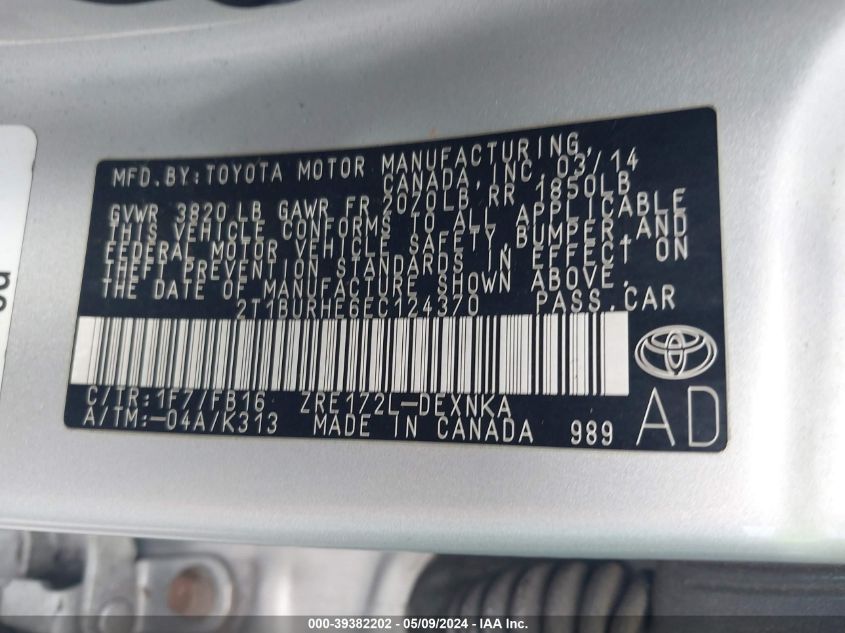 MFD. BY: TOYOTA MOTOR MANUFACTURING,
CANADA, INC. 03/14
GVWR 3820 LB GAWR FR 2070LB, RR 1850LB
THIS VEHICLE CONFORMS TO ALL APPLICABLE
FEDERAL MOTOR VEHICLE SAFETY, BUMPER, AND
THEFT PREVENTION STANDARDS IN EFFECT ON
THE DATE OF MANUFACTURE SHOWN ABOVE.
2T1BURHE6EC124370 PASS. CAR
C/TR: 1F7/FB16 ZRE172L-DEXNKA
A/TM:-04A/K313 MADE IN CANADA 989
AD
000-39382202 - 05/09/2024 - IAA Inc.